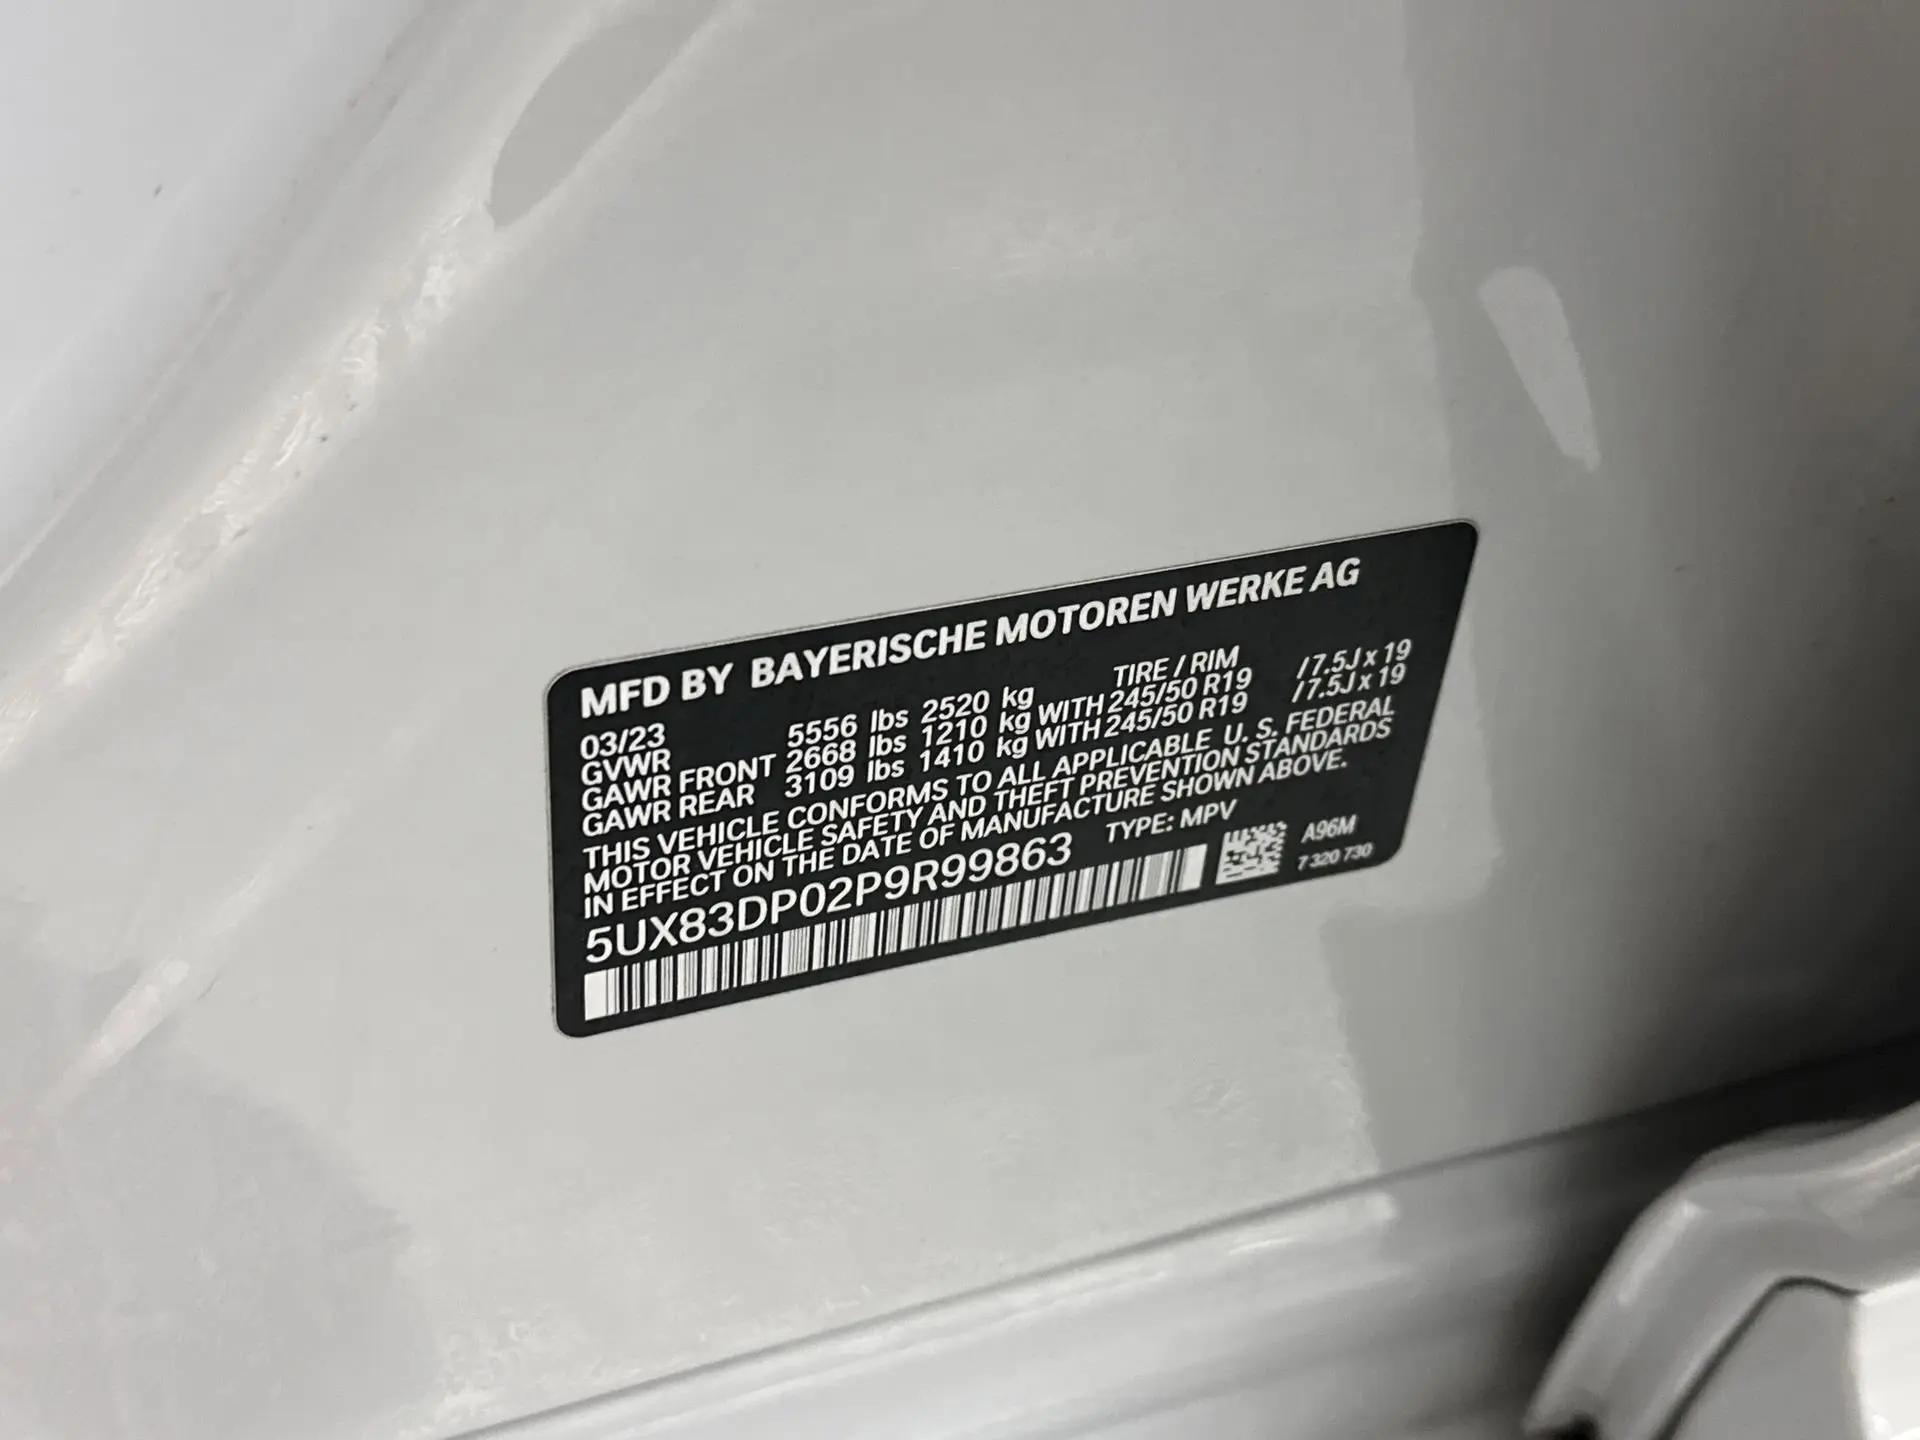 MFD BY BAYERISCHE MOTOREN WERKE AG
03/23 TIRE / RIM
GVWR 5556 lbs 2520 kg
GAWR FRONT 2668 lbs 1210 kg WITH 245/50 R19 / 7.5J x 19
GAWR REAR 3109 lbs 1410 kg WITH 245/50 R19 / 7.5J x 19
THIS VEHICLE CONFORMS TO ALL APPLICABLE U. S. FEDERAL
MOTOR VEHICLE SAFETY AND THEFT PREVENTION STANDARDS
IN EFFECT ON THE DATE OF MANUFACTURE SHOWN ABOVE.
5UX83DP02P9R99863 TYPE: MPV
A96M
7 320 730